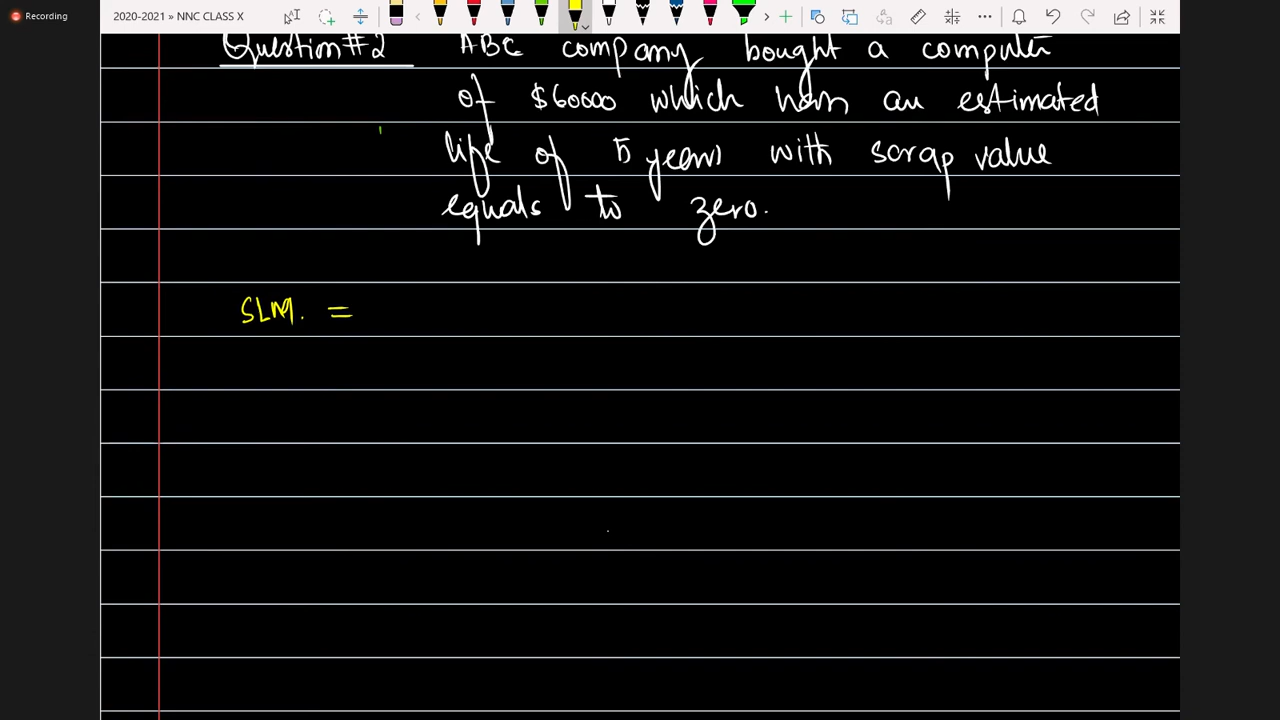 Recording
2020-2021 » NNC CLASS X
Question#2 ABC company bought a computer
of $60000 which has an estimated
life of 5 years with scrap value
equals to zero.
SLM. =